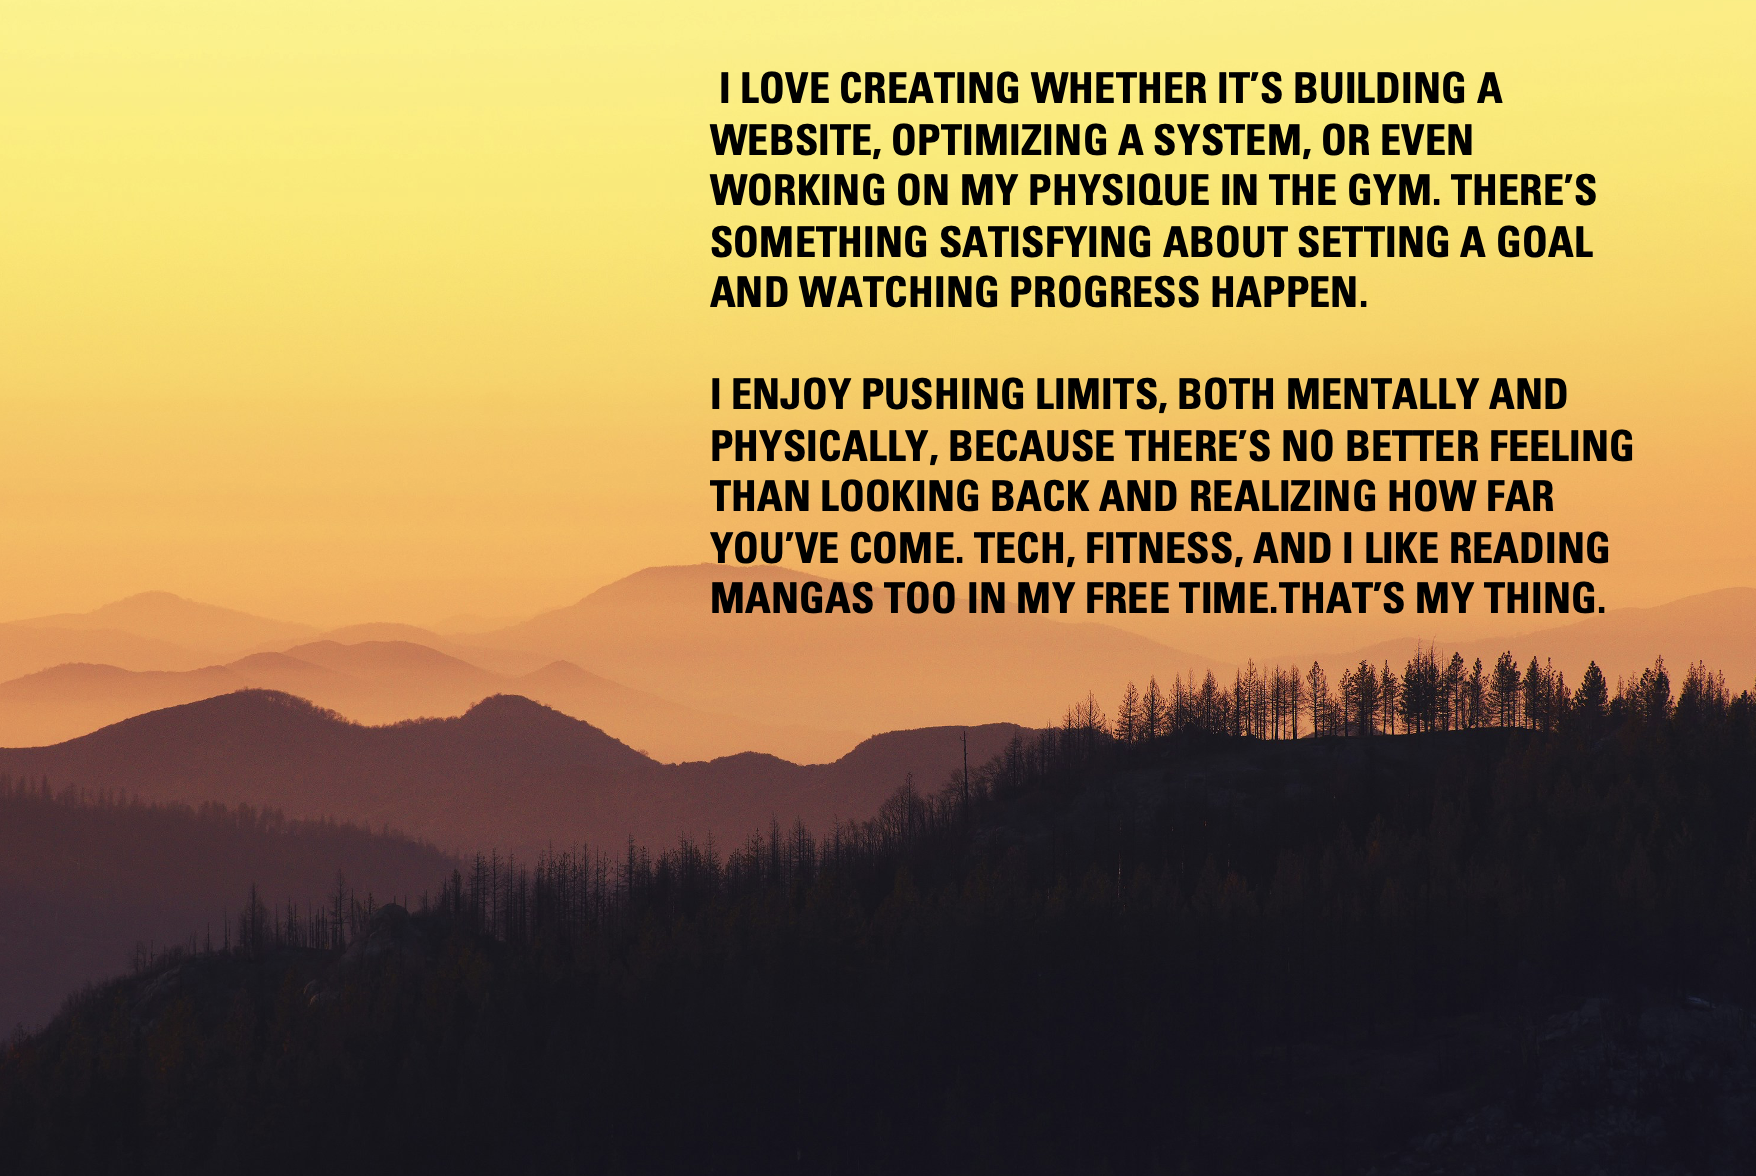 I LOVE CREATING WHETHER IT'S BUILDING A
WEBSITE, OPTIMIZING A SYSTEM, OR EVEN
WORKING ON MY PHYSIQUE IN THE GYM. THERE'S
SOMETHING SATISFYING ABOUT SETTING A GOAL
AND WATCHING PROGRESS HAPPEN.
I ENJOY PUSHING LIMITS, BOTH MENTALLY AND
PHYSICALLY, BECAUSE THERE'S NO BETTER FEELING
THAN LOOKING BACK AND REALIZING HOW FAR
YOU'VE COME. TECH, FITNESS, AND I LIKE READING
MANGAS TOO IN MY FREE TIME.THAT'S MY THING.